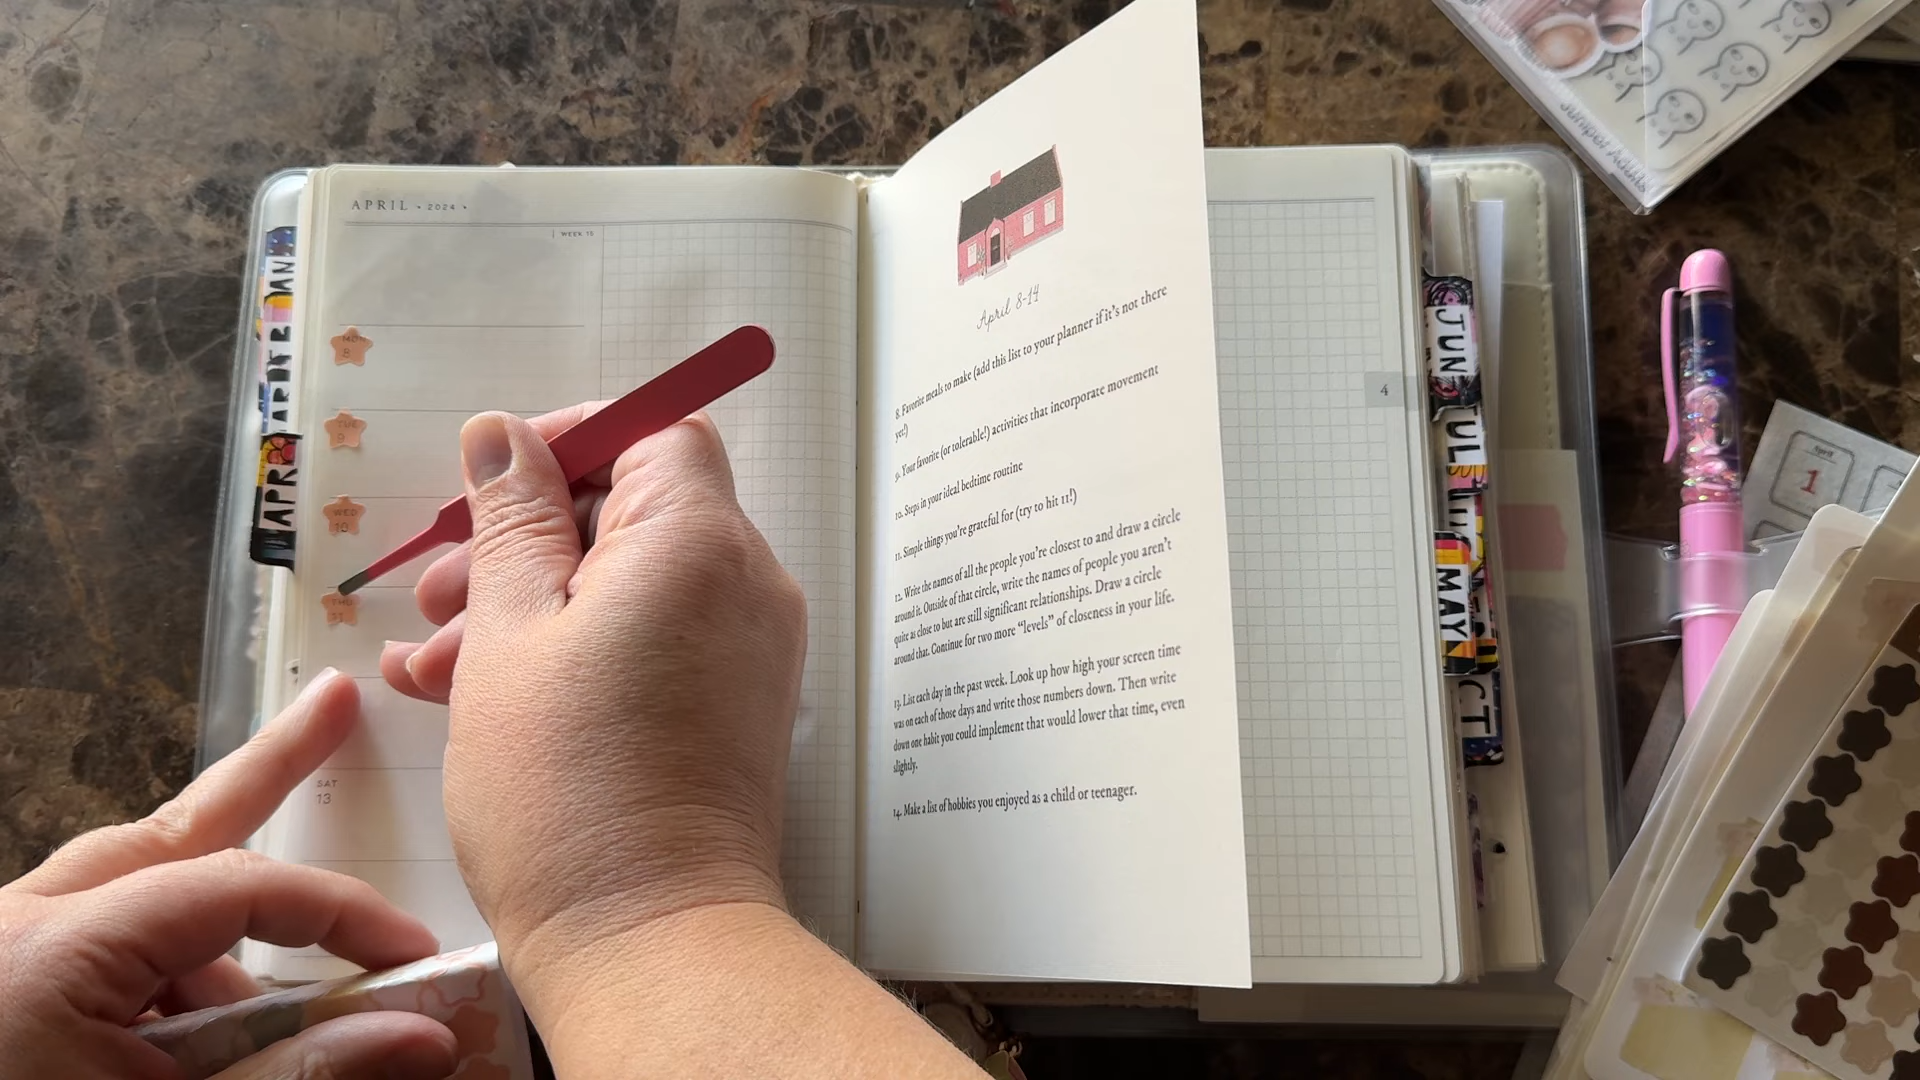 APRIL • 2024 •
WEEK 15
MON
8
TUE
9
WED
10
THU
11
SAT
13
JAN
MAR
APR
April 8-14
8. Favorite meals to make (add this list to your planner if it's not there
yet!)
9. Your favorite (or tolerable!) activities that incorporate movement
10. Steps in your ideal bedtime routine
11. Simple things you're grateful for (try to hit 11!)
12. Write the names of all the people you're closest to and draw a circle
around it. Outside of that circle, write the names of people you aren't
quite as close to but are still significant relationships. Draw a circle
around that. Continue for two more "levels" of closeness in your life.
13. List each day in the past week. Look up how high your screen time
was on each of those days and write those numbers down. Then write
down one habit you could implement that would lower that time, even
slightly.
14. Make a list of hobbies you enjoyed as a child or teenager.
4
JUN
JUL
MAY
OCT
April
1
Juniper